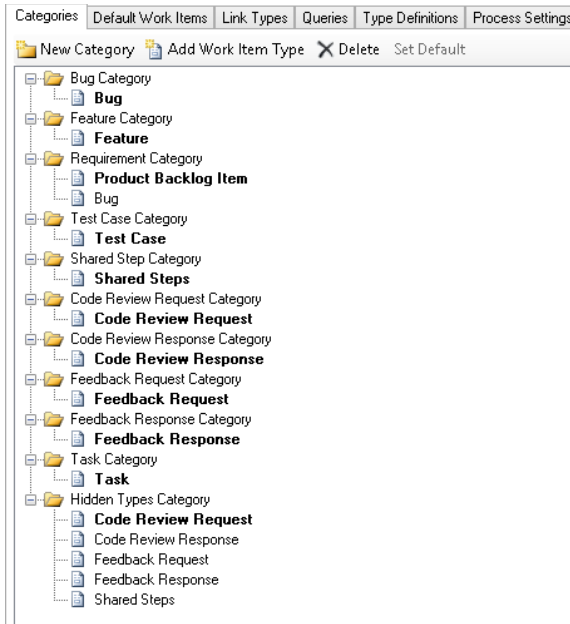 Categories Default Work Items Link Types Queries Type Definitions Process Settings
New Category Add Work Item Type Delete Set Default
Bug Category
Bug
Feature Category
Feature
Requirement Category
Product Backlog Item
Bug
Test Case Category
Test Case
Shared Step Category
Shared Steps
Code Review Request Category
Code Review Request
Code Review Response Category
Code Review Response
Feedback Request Category
Feedback Request
Feedback Response Category
Feedback Response
Task Category
Task
Hidden Types Category
Code Review Request
Code Review Response
Feedback Request
Feedback Response
Shared Steps